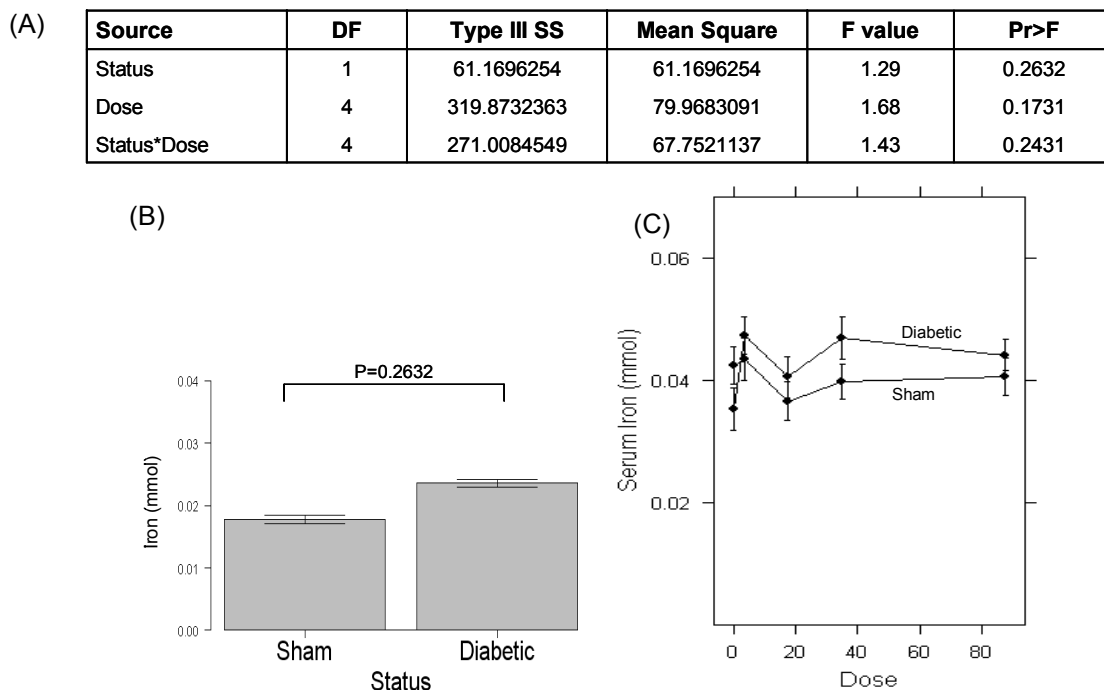 (A)
Source DF Type III SS Mean Square F value Pr>F
Status 1 61.1696254 61.1696254 1.29 0.2632
Dose 4 319.8732363 79.9683091 1.68 0.1731
Status*Dose 4 271.0084549 67.7521137 1.43 0.2431
(B)
P=0.2632
0.04
0.03
0.02
0.01
0.00
Iron (mmol)
Sham Diabetic
Status
(C)
0.06
0.04
0.02
Serum Iron (mmol)
Diabetic
Sham
0 20 40 60 80
Dose